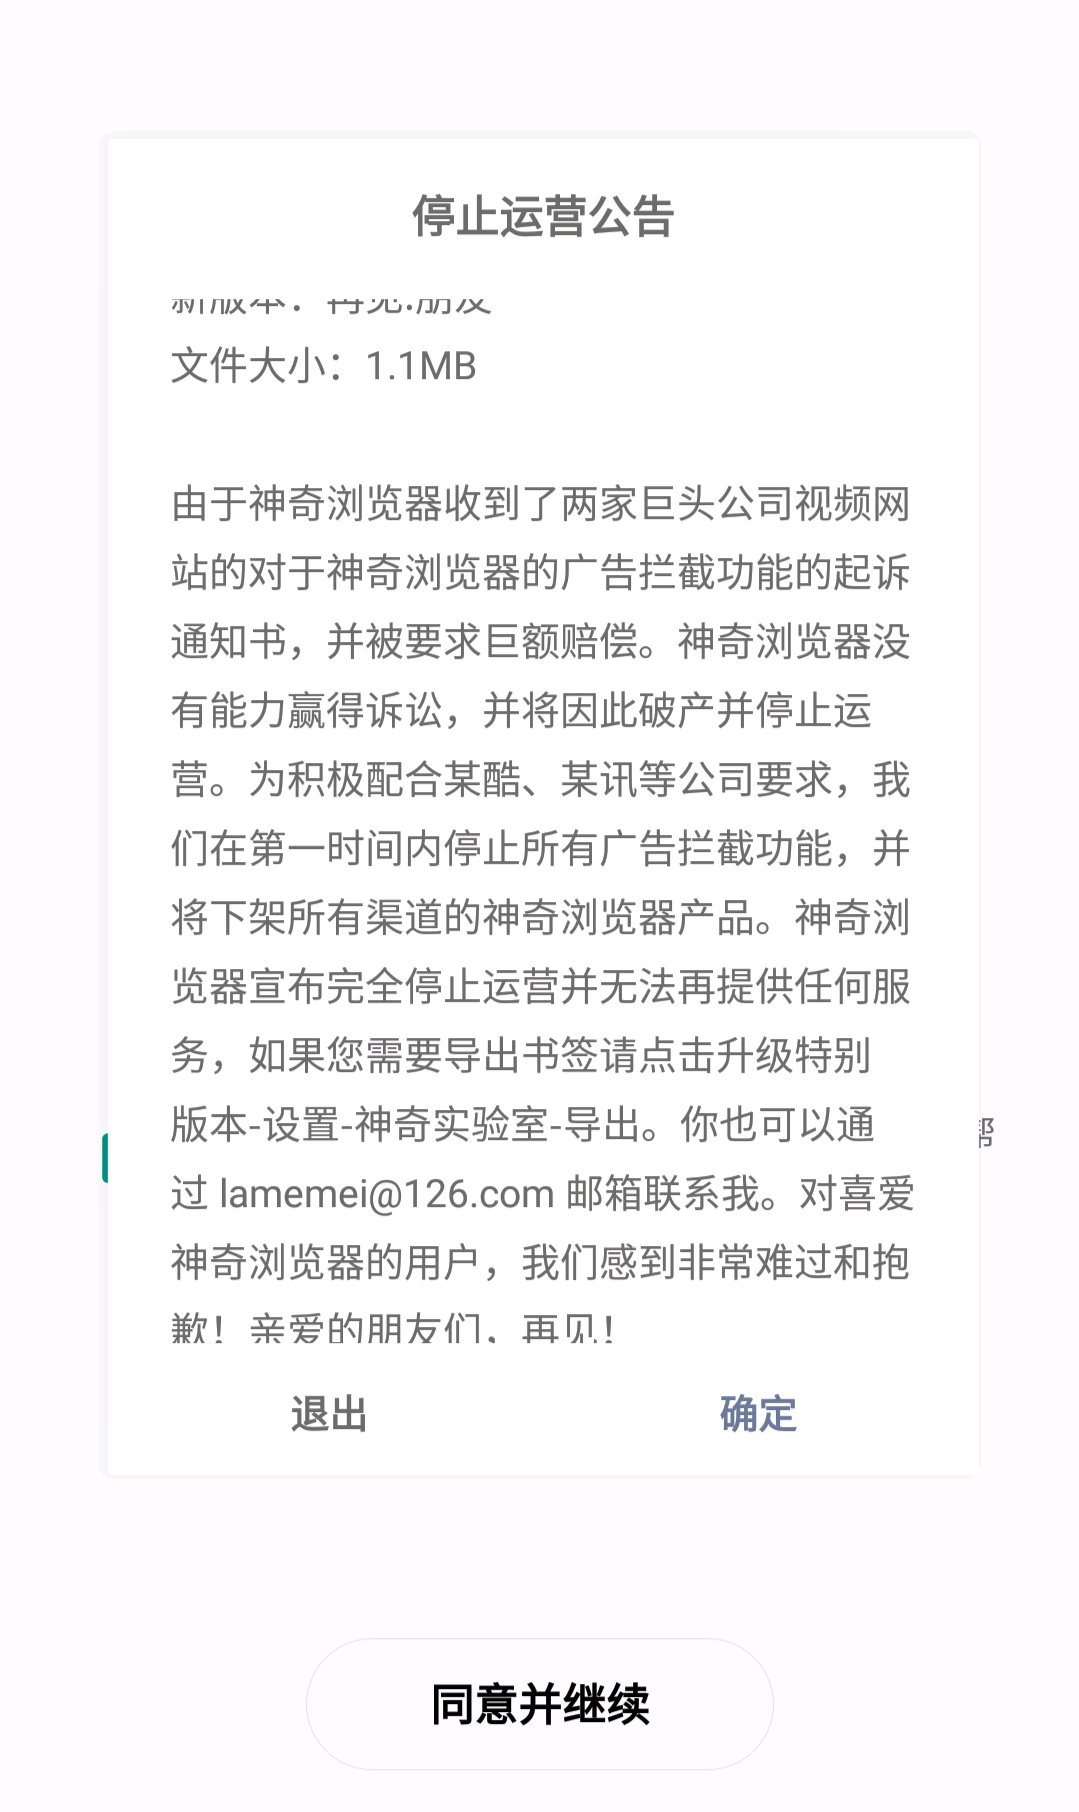 停止运营公告
新版本：再见.朋友
文件大小：1.1MB
由于神奇浏览器收到了两家巨头公司视频网
站的对于神奇浏览器的广告拦截功能的起诉
通知书，并被要求巨额赔偿。神奇浏览器没
有能力赢得诉讼，并将因此破产并停止运
营。为积极配合某酷、某讯等公司要求，我
们在第一时间内停止所有广告拦截功能，并
将下架所有渠道的神奇浏览器产品。神奇浏
览器宣布完全停止运营并无法再提供任何服
务，如果您需要导出书签请点击升级特别
版本-设置-神奇实验室-导出。你也可以通
过 lamemei@126.com 邮箱联系我。对喜爱
神奇浏览器的用户，我们感到非常难过和抱
歉！亲爱的朋友们，再见！
帮
退出
确定
同意并继续